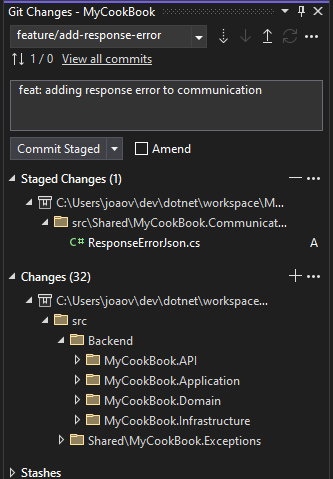 Git Changes - MyCookBook
feature/add-response-error
1 / 0 View all commits
feat: adding response error to communication
Commit Staged Amend
Staged Changes (1)
C:\Users\joaov\dev\dotnet\workspace\M...
src\Shared\MyCookBook.Communicat...
C# ResponseErrorJson.cs A
Changes (32)
C:\Users\joaov\dev\dotnet\workspace...
src
Backend
MyCookBook.API
MyCookBook.Application
MyCookBook.Domain
MyCookBook.Infrastructure
Shared\MyCookBook.Exceptions
Stashes